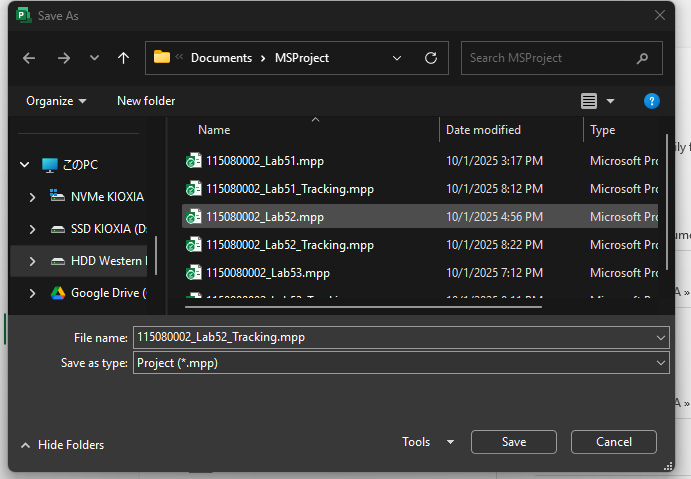 Save As
Documents > MSProject
Search MSProject
Organize
New folder
Name
Date modified
Type
このPC
NVMe KIOXIA
SSD KIOXIA (D:
HDD Western
Google Drive (
115080002_Lab51.mpp 10/1/2025 3:17 PM Microsoft Pro
115080002_Lab51_Tracking.mpp 10/1/2025 8:12 PM Microsoft Pro
115080002_Lab52.mpp 10/1/2025 4:56 PM Microsoft Pro
115080002_Lab52_Tracking.mpp 10/1/2025 8:22 PM Microsoft Pro
1150080002_Lab53.mpp 10/1/2025 7:12 PM Microsoft Pro
File name: 115080002_Lab52_Tracking.mpp
Save as type: Project (*.mpp)
Hide Folders
Tools
Save
Cancel